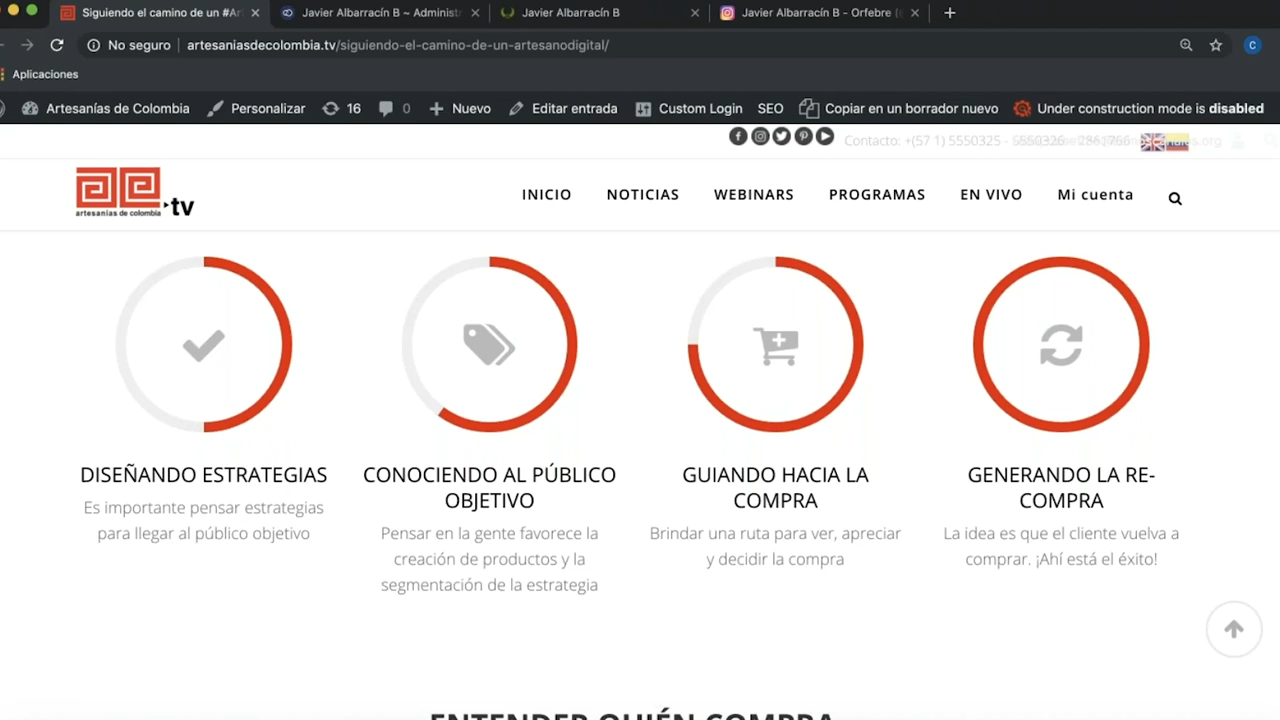 Siguiendo el camino de un #Ar
Javier Albarracín B ~ Administ
Javier Albarracín B
Javier Albarracín B - Orfebre (
No seguro
artesaniasdecolombia.tv/siguiendo-el-camino-de-un-artesanodigital/
C
Aplicaciones
Artesanías de Colombia
Personalizar
16
0
Nuevo
Editar entrada
Custom Login
SEO
Copiar en un borrador nuevo
Under construction mode is disabled
Contacto: +(57 1) 5550325 - 5550326 - 2861766
artesanías de colombia
tv
INICIO
NOTICIAS
WEBINARS
PROGRAMAS
EN VIVO
Mi cuenta
DISEÑANDO ESTRATEGIAS
Es importante pensar estrategias
para llegar al público objetivo
CONOCIENDO AL PÚBLICO
OBJETIVO
Pensar en la gente favorece la
creación de productos y la
segmentación de la estrategia
GUIANDO HACIA LA
COMPRA
Brindar una ruta para ver, apreciar
y decidir la compra
GENERANDO LA RE-
COMPRA
La idea es que el cliente vuelva a
comprar. ¡Ahí está el éxito!
ENTENDER QUIÉN COMPRA